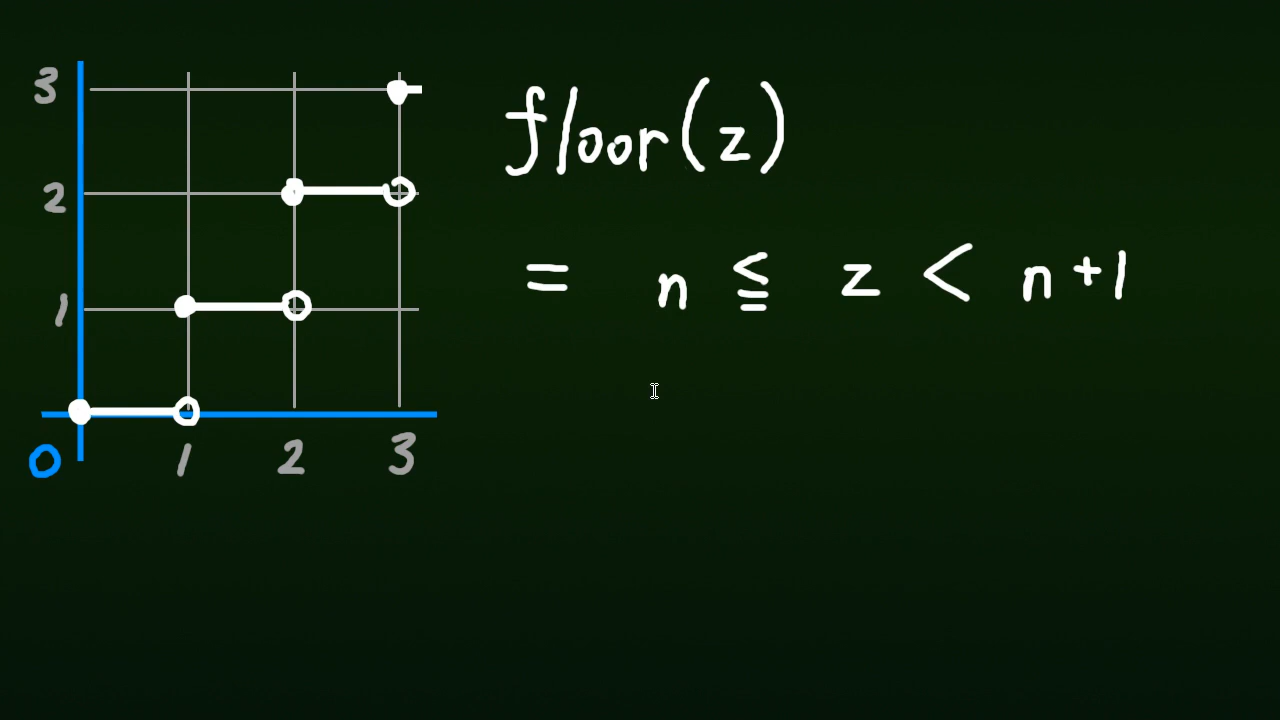 3
floor(z)
2
= n ≦ z < n+1
1
0 1 2 3